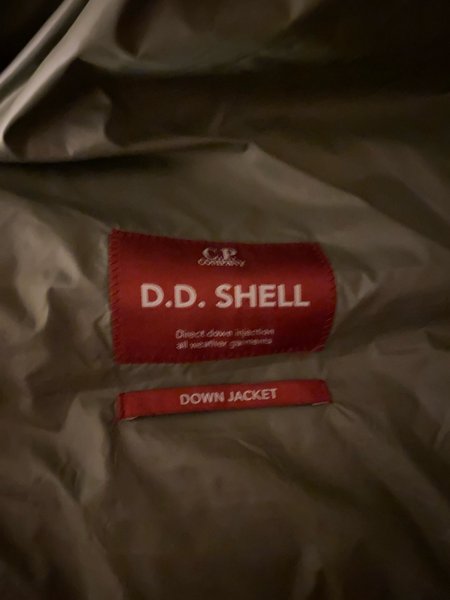 C.P.
COMPANY
D.D. SHELL
Direct down injection
all weather garments
DOWN JACKET